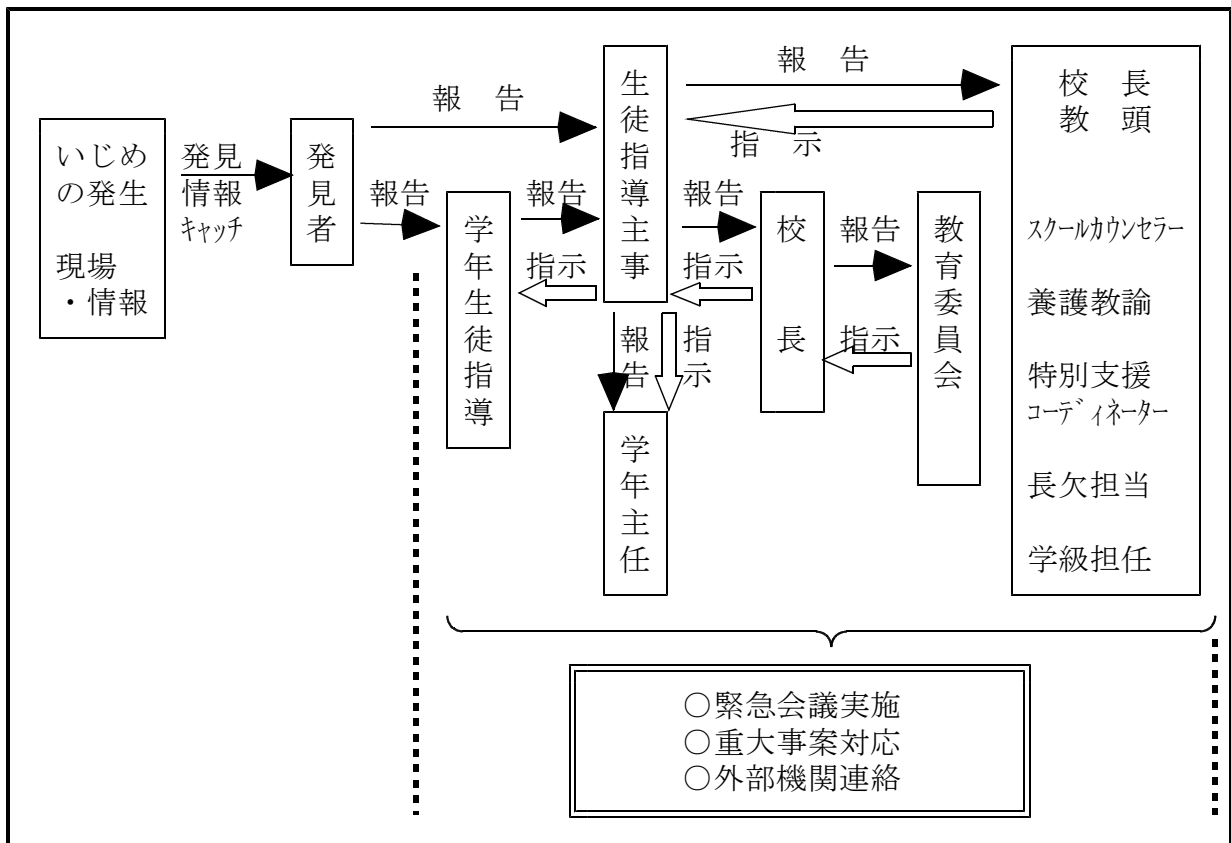 いじめ
の発生
現場
・情報
発見
情報
キャッチ
発見者
報　告
報告
学年生徒指導
報告
指示
生徒指導主事
報　告
指　示
報告
指示
報告
指示
学年主任
校　長
報告
指示
教育委員会
校　長
教　頭
スクールカウンセラー
養護教諭
特別支援
コーディネーター
長欠担当
学級担任
○緊急会議実施
○重大事案対応
○外部機関連絡